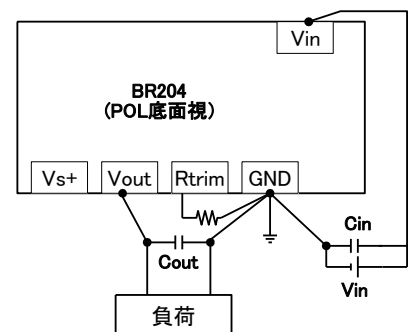 Vin
BR204
(POL底面視)
Vs+
Vout
Rtrim
GND
Cin
Cout
Vin
負荷